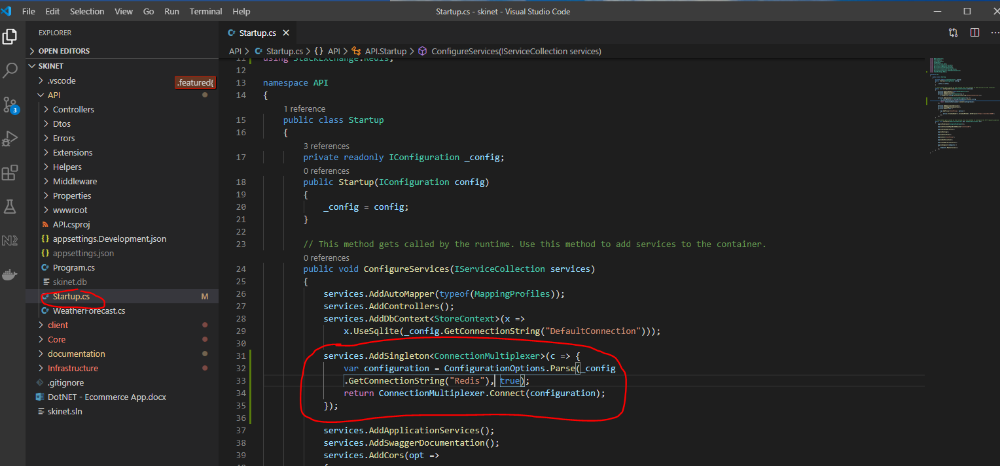 File Edit Selection View Go Run Terminal Help
Startup.cs - skinet - Visual Studio Code
EXPLORER
OPEN EDITORS
SKINET
.vscode
.featured{
API
Controllers
Dtos
Errors
Extensions
Helpers
Middleware
Properties
wwwroot
API.csproj
{} appsettings.Development.json
{} appsettings.json
C# Program.cs
skinet.db
C# Startup.cs M
C# WeatherForecast.cs
client
Core
documentation
Infrastructure
.gitignore
DotNET - Ecommerce App.docx
skinet.sln
3
C# Startup.cs
API > C# Startup.cs > {} API > API.Startup > ConfigureServices(IServiceCollection services)
11 using StackExchange.Redis;
12
13 namespace API
14 {
1 reference
15 public class Startup
16 {
3 references
17 private readonly IConfiguration _config;
0 references
18 public Startup(IConfiguration config)
19 {
20 _config = config;
21 }
22
23 // This method gets called by the runtime. Use this method to add services to the container.
0 references
24 public void ConfigureServices(IServiceCollection services)
25 {
26 services.AddAutoMapper(typeof(MappingProfiles));
27 services.AddControllers();
28 services.AddDbContext<StoreContext>(x =>
29 x.UseSqlite(_config.GetConnectionString("DefaultConnection")));
30
31 services.AddSingleton<ConnectionMultiplexer>(c => {
32 var configuration = ConfigurationOptions.Parse(_config
33 .GetConnectionString("Redis"), true);
34 return ConnectionMultiplexer.Connect(configuration);
35 });
36
37 services.AddApplicationServices();
38 services.AddSwaggerDocumentation();
39 services.AddCors(opt =>